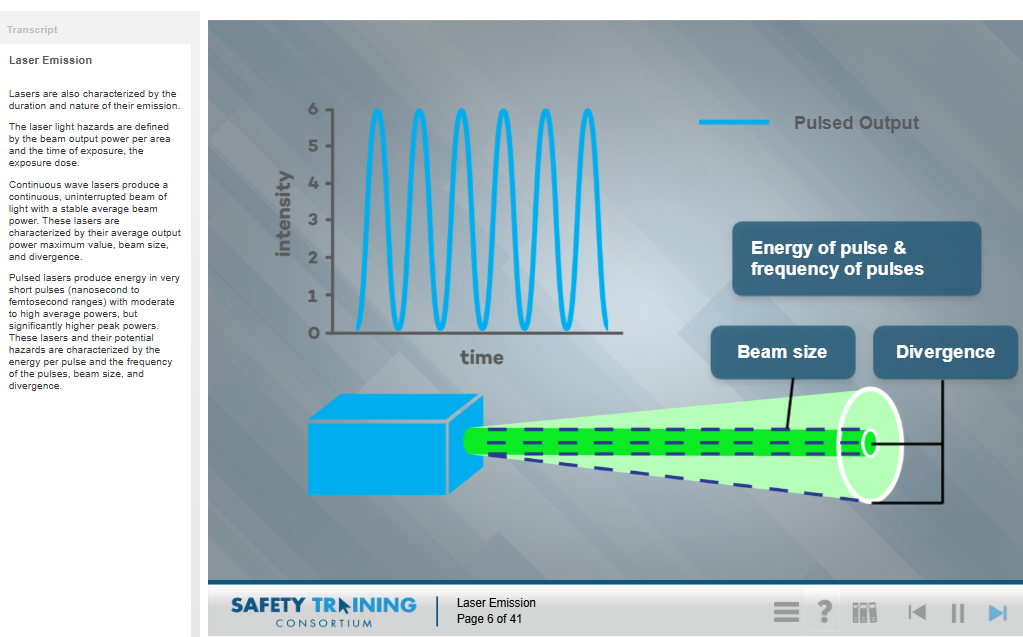 Transcript
Laser Emission
Lasers are also characterized by the
duration and nature of their emission.
The laser light hazards are defined
by the beam output power per area
and the time of exposure, the
exposure dose.
Continuous wave lasers produce a
continuous, uninterrupted beam of
light with a stable average beam
power. These lasers are
characterized by their average output
power maximum value, beam size,
and divergence.
Pulsed lasers produce energy in very
short pulses (nanosecond to
femtosecond ranges) with moderate
to high average powers, but
significantly higher peak powers.
These lasers and their potential
hazards are characterized by the
energy per pulse and the frequency
of the pulses, beam size, and
divergence.
6
5
4
3
2
1
0
intensity
time
Pulsed Output
Energy of pulse &
frequency of pulses
Beam size
Divergence
SAFETY TRAINING
CONSORTIUM
Laser Emission
Page 6 of 41
?